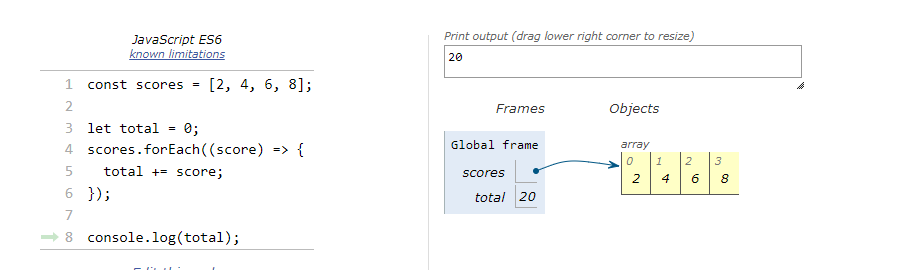 JavaScript ES6
known limitations
1 const scores = [2, 4, 6, 8];
2
3 let total = 0;
4 scores.forEach((score) => {
5   total += score;
6 });
7
8 console.log(total);
Print output (drag lower right corner to resize)
20
Frames Objects
Global frame
scores
total 20
array
0 1 2 3
2 4 6 8